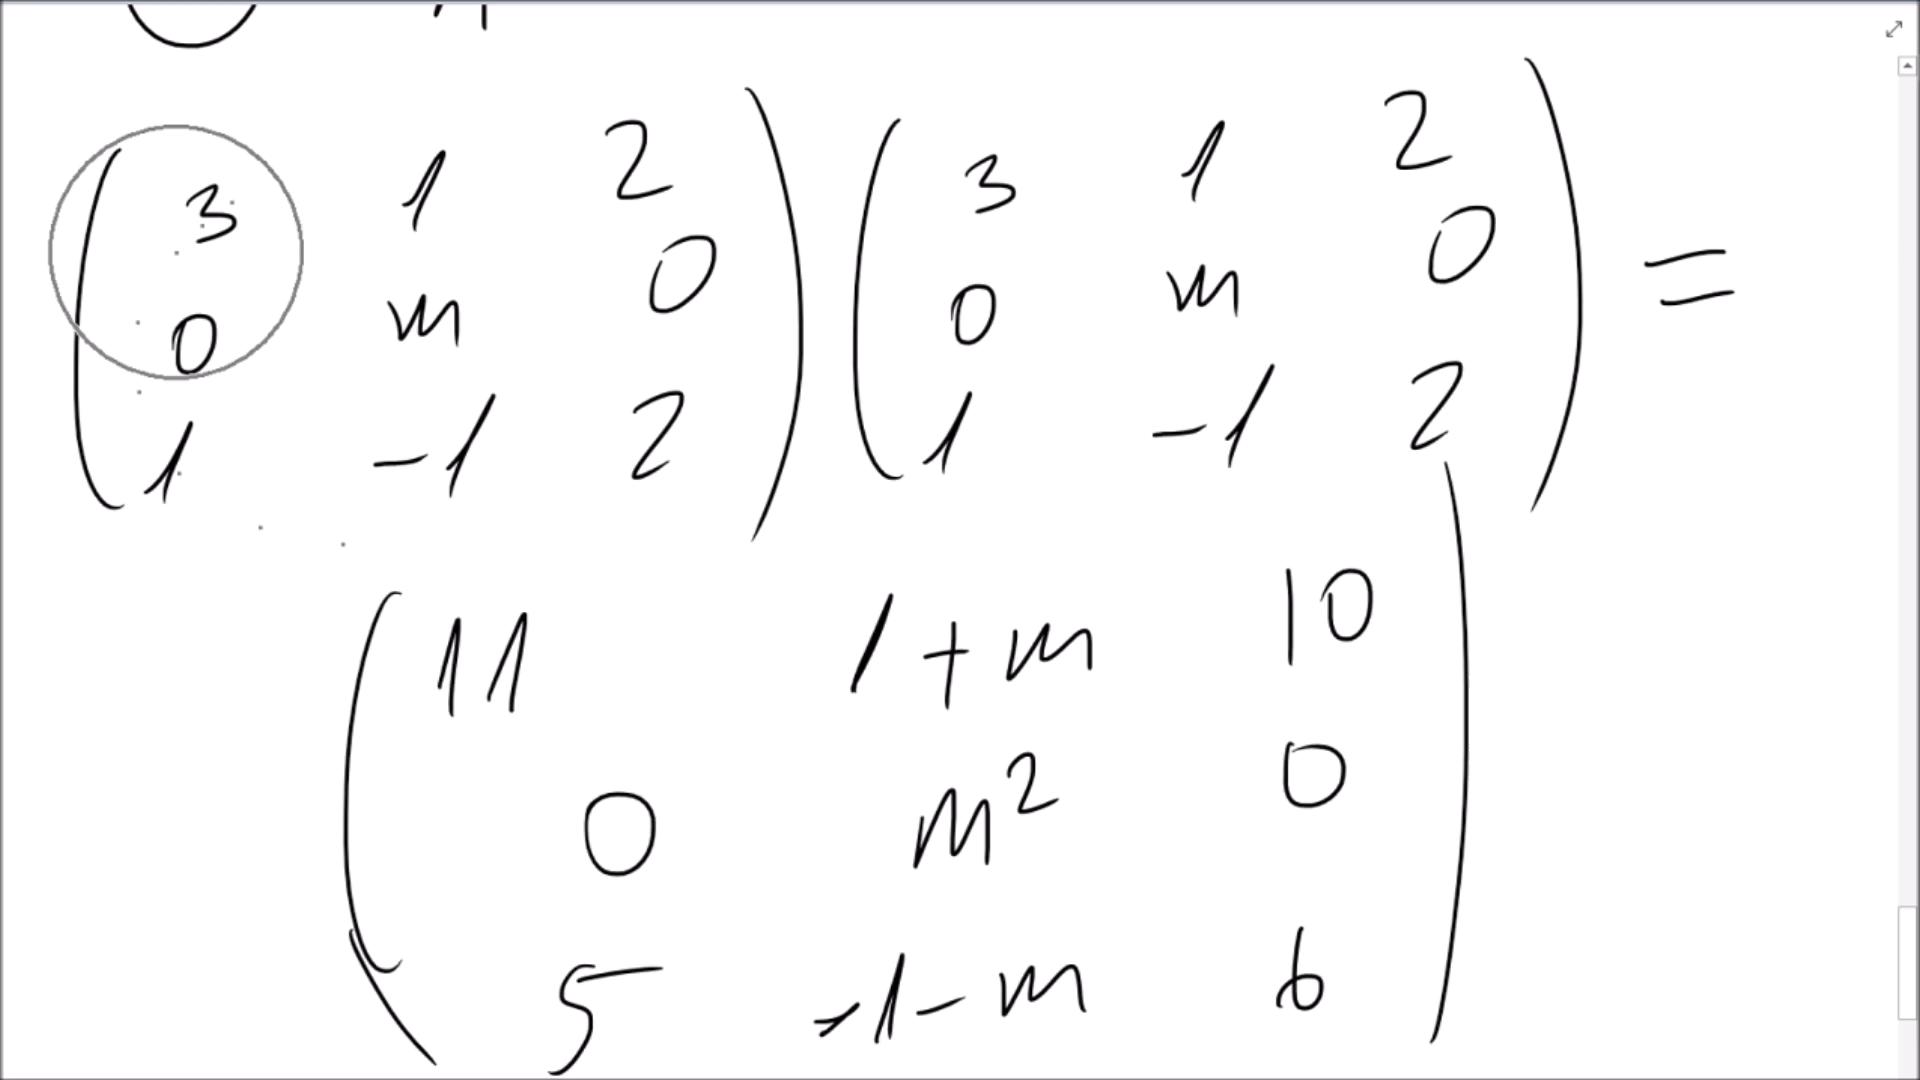 3 1 2 3 1 2
0 m 0 0 m 0 =
1 -1 2 1 -1 2
11 1+m 10
0 m² 0
5 -1-m 6